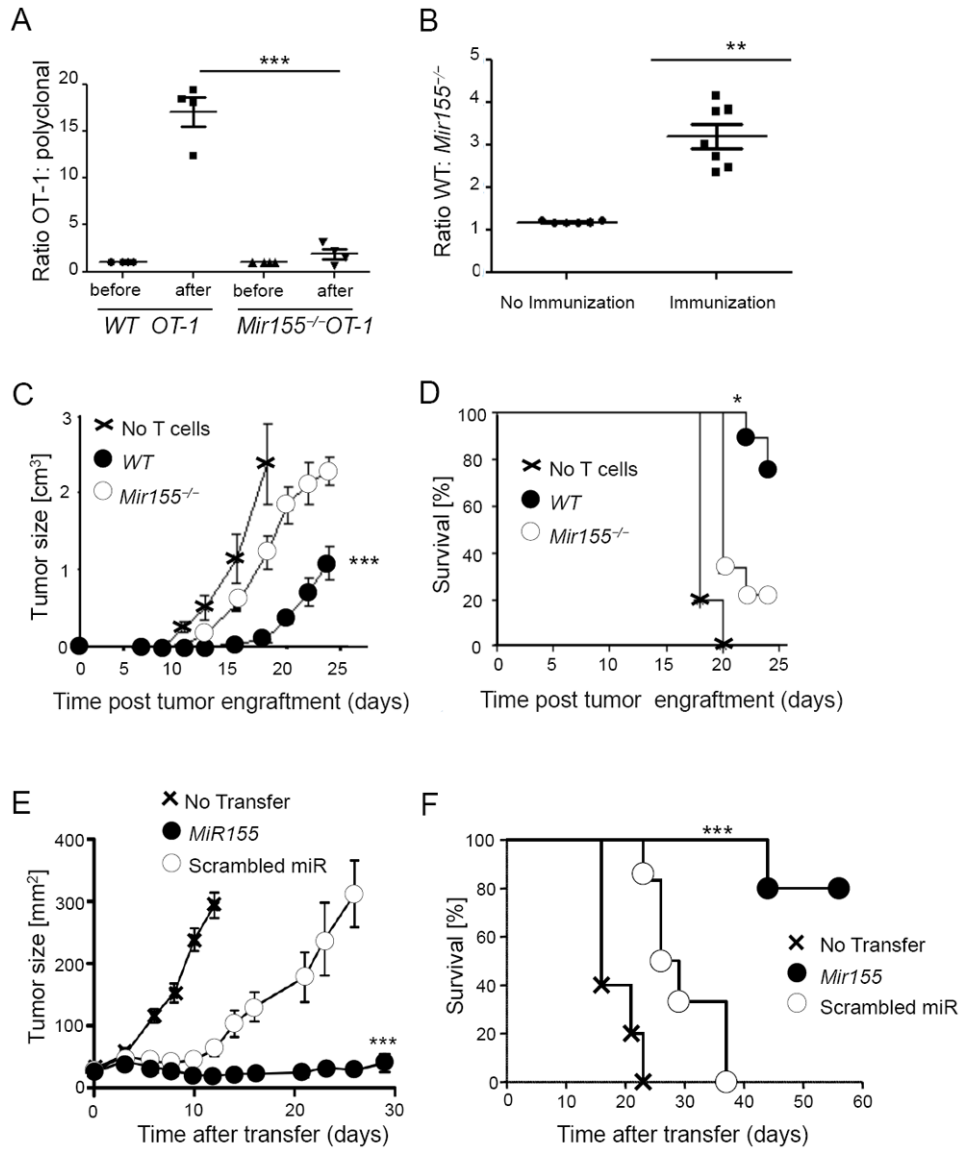 A
***
20
15
10
5
0
Ratio OT-1: polyclonal
before after before after
WT OT-1 Mir155⁻/⁻OT-1
B
**
5
4
3
2
1
0
Ratio WT: Mir155⁻/⁻
No Immunization Immunization
C
No T cells
WT
Mir155⁻/⁻
***
3
2
1
0
Tumor size [cm³]
0 5 10 15 20 25
Time post tumor engraftment (days)
D
*
No T cells
WT
Mir155⁻/⁻
100
80
60
40
20
0
Survival [%]
0 5 10 15 20 25
Time post tumor engraftment (days)
E
No Transfer
MiR155
Scrambled miR
***
400
300
200
100
0
Tumor size [mm²]
0 10 20 30
Time after transfer (days)
F
***
No Transfer
Mir155
Scrambled miR
100
80
60
40
20
0
Survival [%]
0 10 20 30 40 50 60
Time after transfer (days)